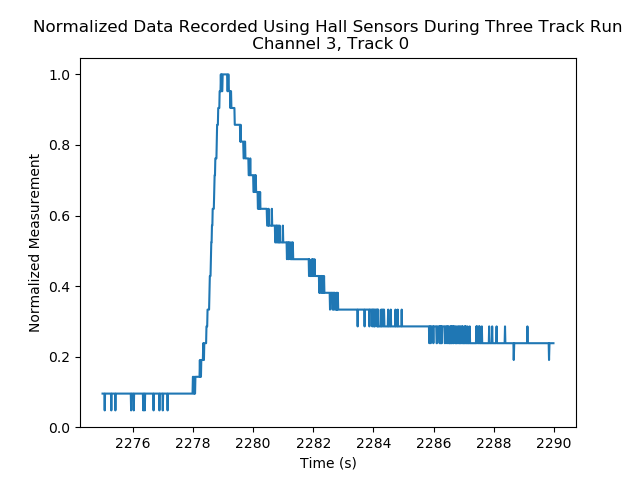 Normalized Data Recorded Using Hall Sensors During Three Track Run
Channel 3, Track 0
1.0
0.8
0.6
0.4
0.2
0.0
Normalized Measurement
2276 2278 2280 2282 2284 2286 2288 2290
Time (s)